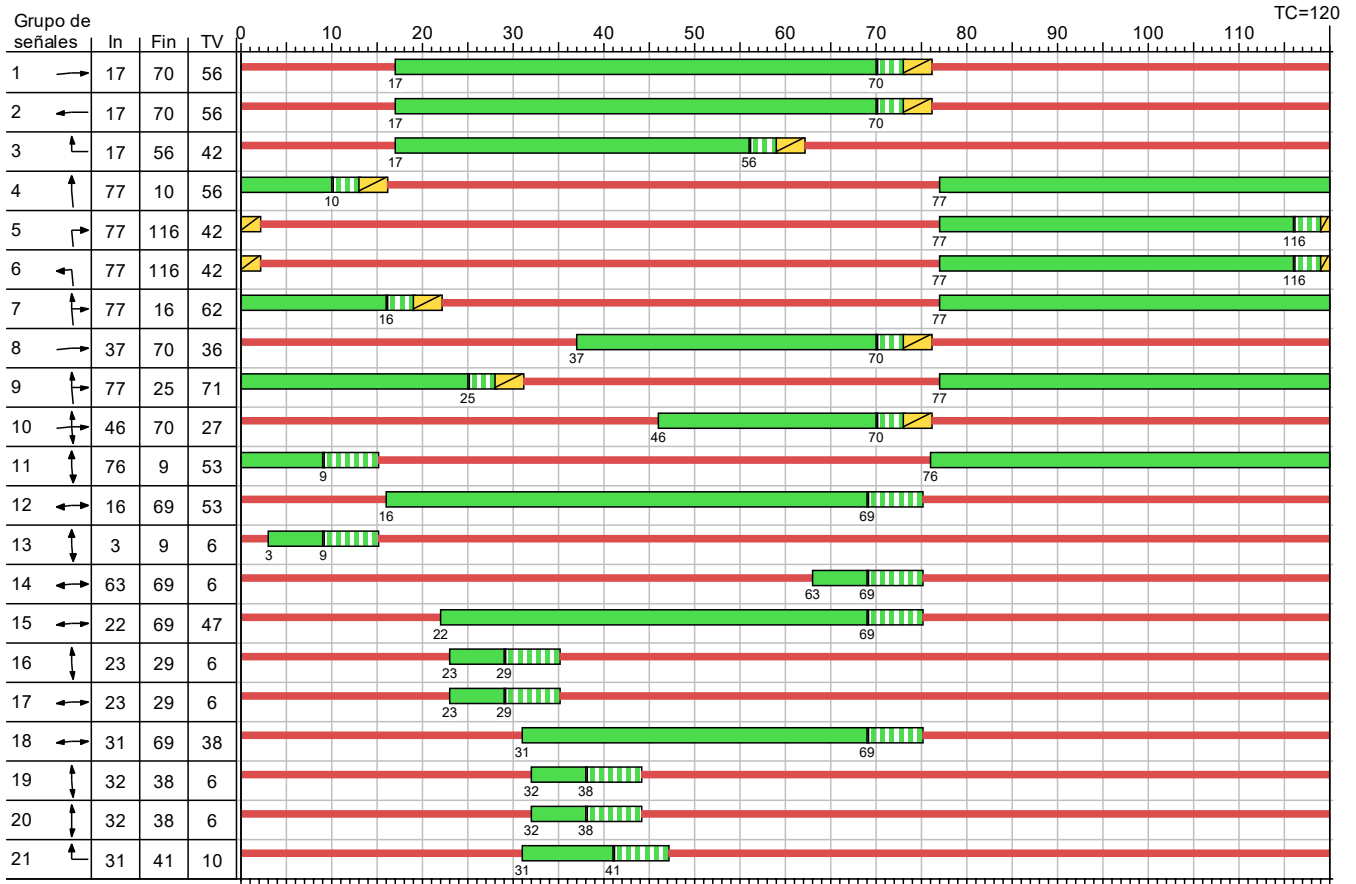 TC=120
Grupo de
señales In Fin TV 0 10 20 30 40 50 60 70 80 90 100 110
1 17 70 56
17 70
2 17 70 56
17 70
3 17 56 42
17 56
4 77 10 56
10 77
5 77 116 42
77 116
6 77 116 42
77 116
7 77 16 62
16 77
8 37 70 36
37 70
9 77 25 71
25 77
10 46 70 27
46 70
11 76 9 53
9 76
12 16 69 53
16 69
13 3 9 6
3 9
14 63 69 6
63 69
15 22 69 47
22 69
16 23 29 6
23 29
17 23 29 6
23 29
18 31 69 38
31 69
19 32 38 6
32 38
20 32 38 6
32 38
21 31 41 10
31 41